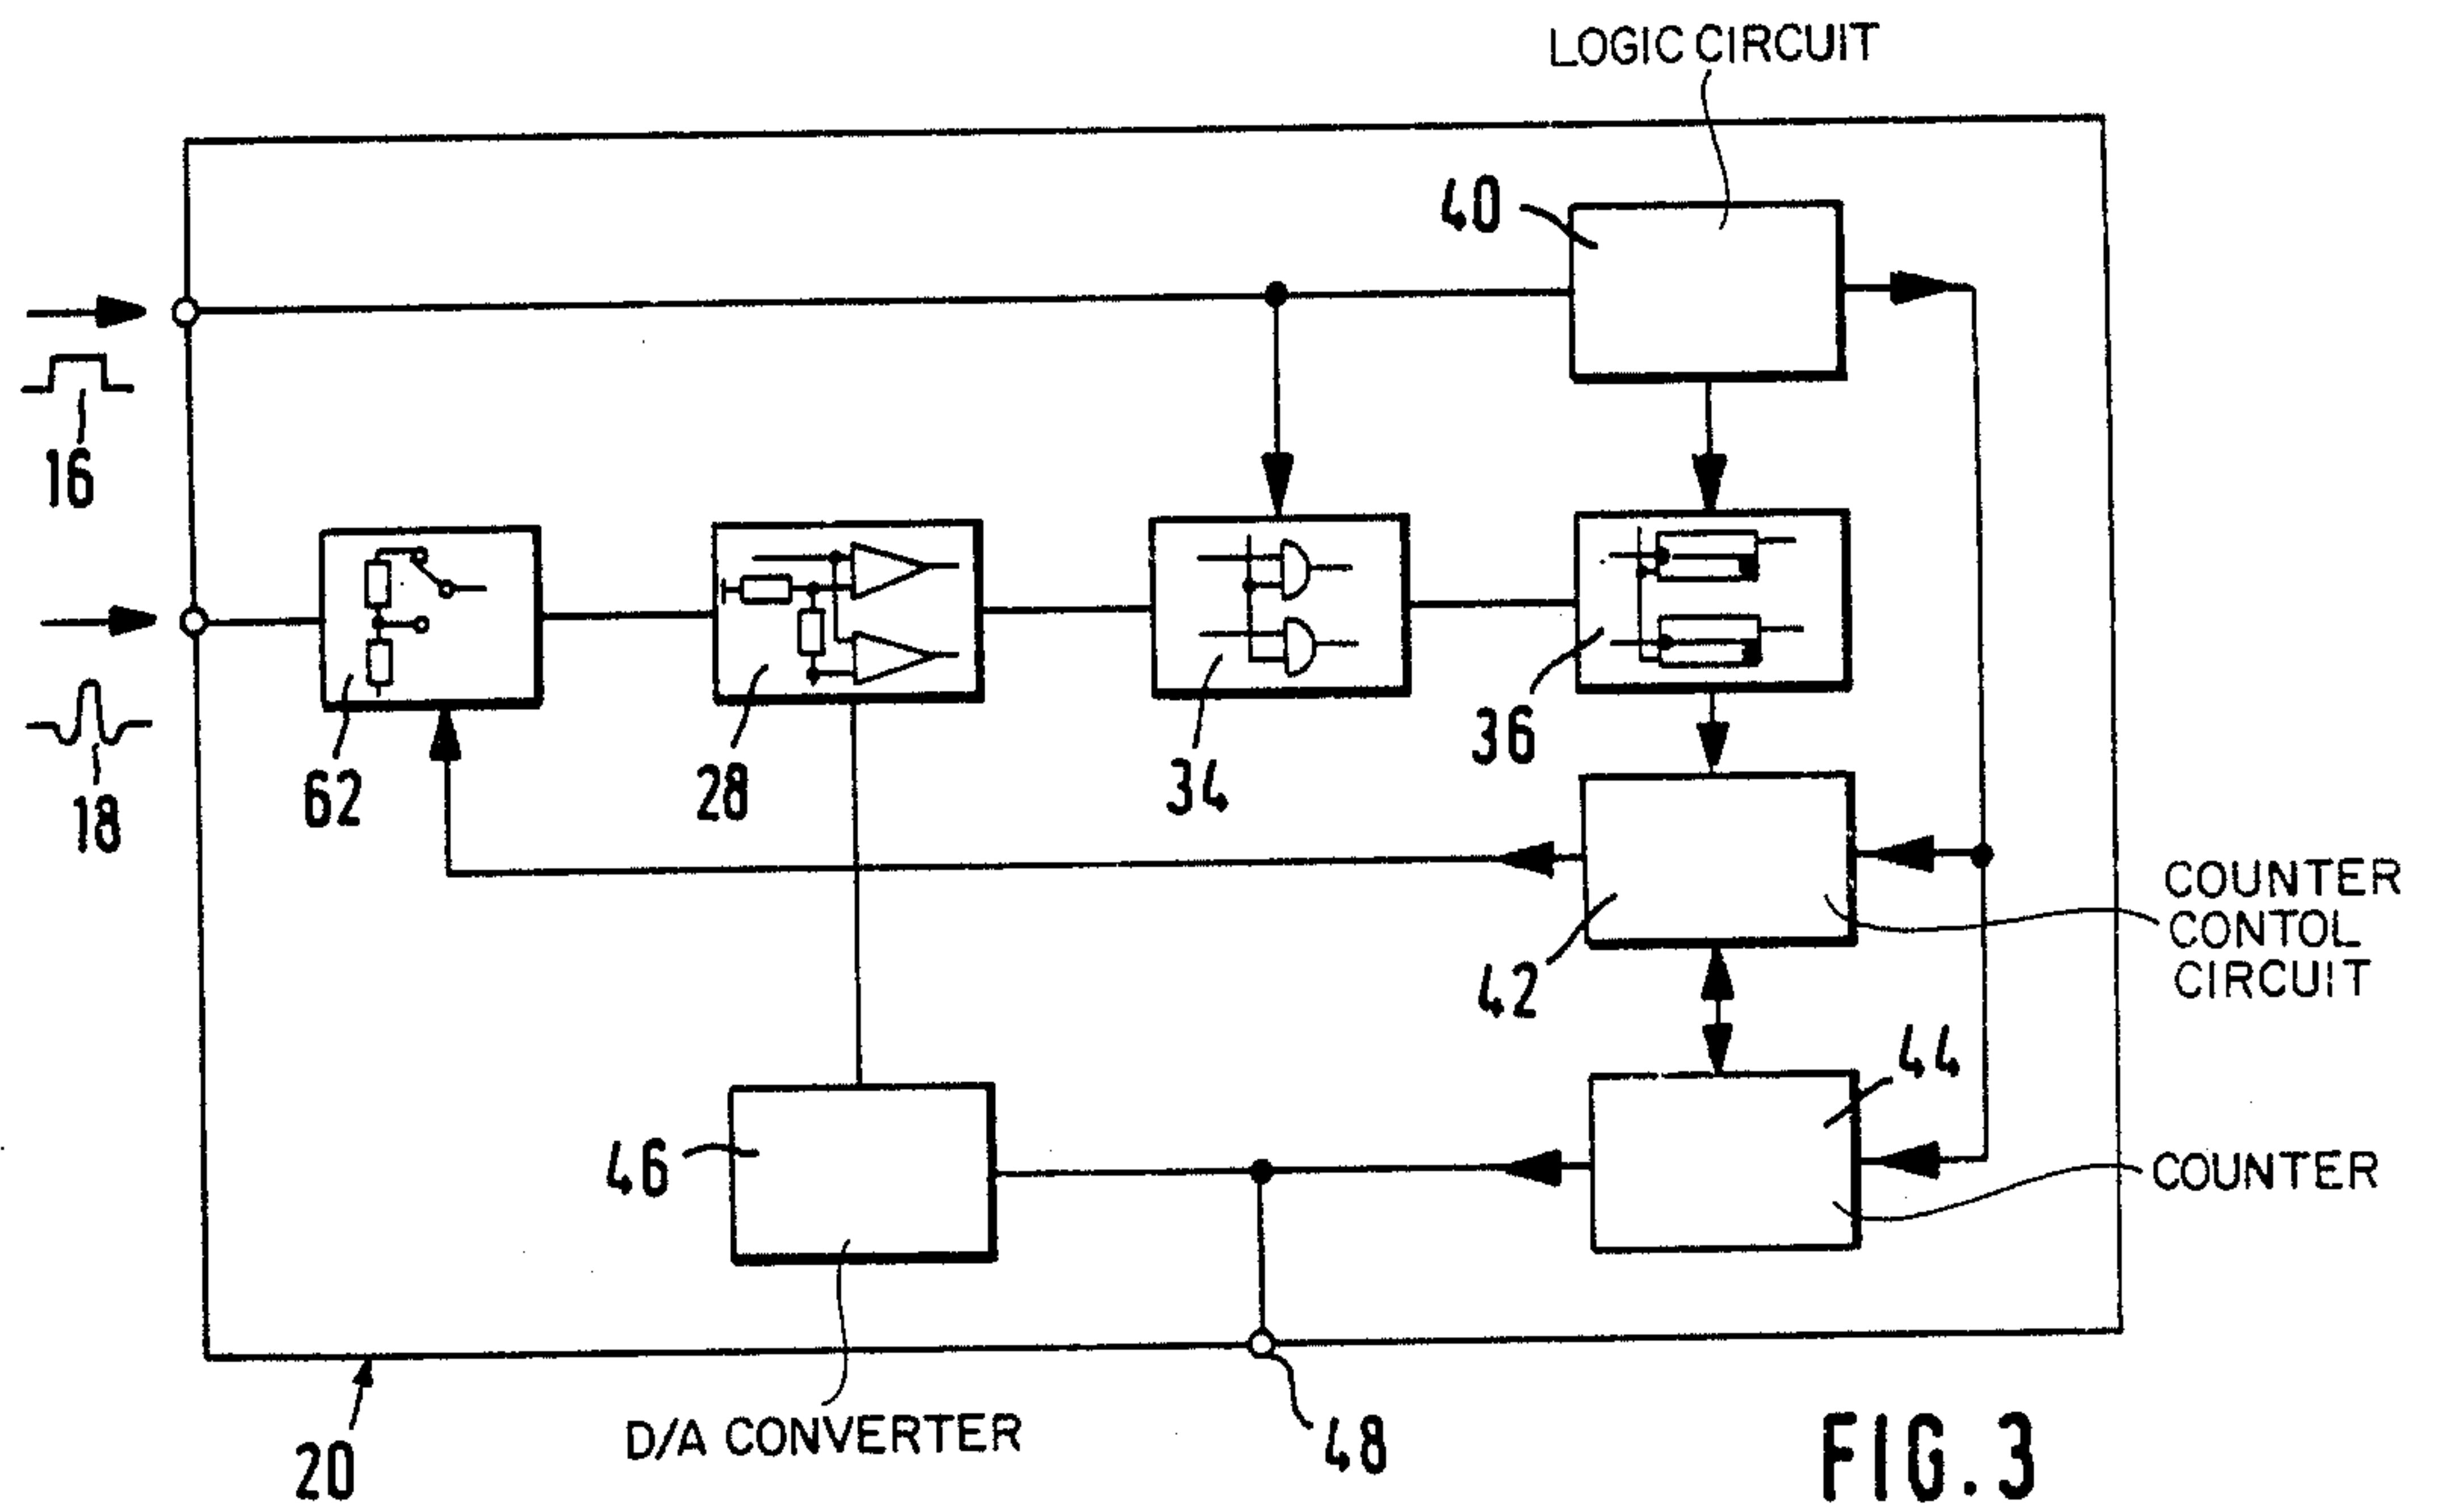 LOGIC CIRCUIT
40
16
62
28
34
36
18
42
COUNTER
CONTOL
CIRCUIT
44
46
COUNTER
D/A CONVERTER
48
20
FIG. 3